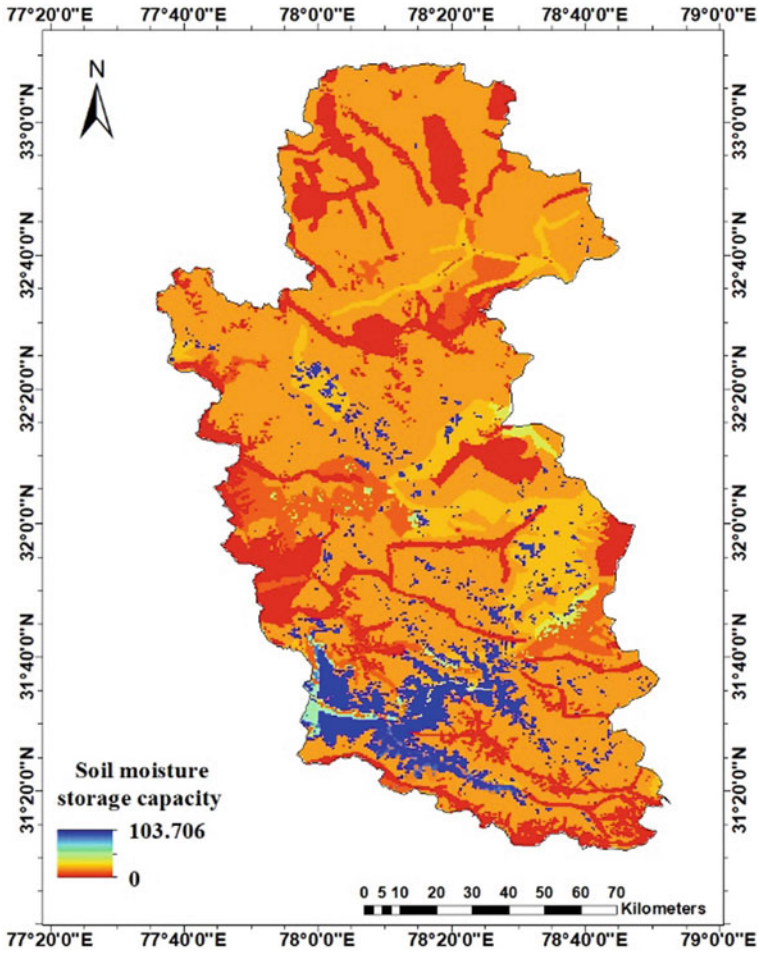 77°20'0"E 77°40'0"E 78°0'0"E 78°20'0"E 78°40'0"E 79°0'0"E
N
33°0'0"N 33°0'0"N
32°40'0"N 32°40'0"N
32°20'0"N 32°20'0"N
32°0'0"N 32°0'0"N
31°40'0"N 31°40'0"N
31°20'0"N 31°20'0"N
Soil moisture
storage capacity
103.706
0
0 5 10 20 30 40 50 60 70
Kilometers
77°20'0"E 77°40'0"E 78°0'0"E 78°20'0"E 78°40'0"E 79°0'0"E